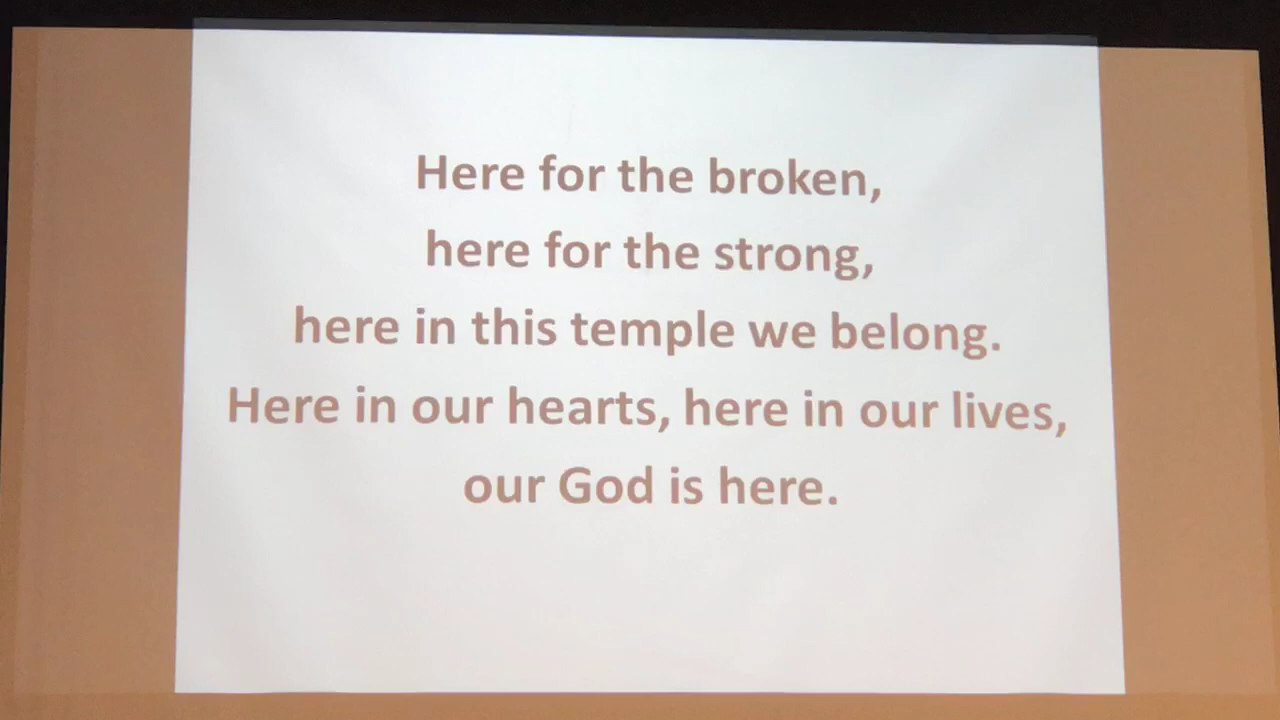 Here for the broken,
here for the strong,
here in this temple we belong.
Here in our hearts, here in our lives,
our God is here.